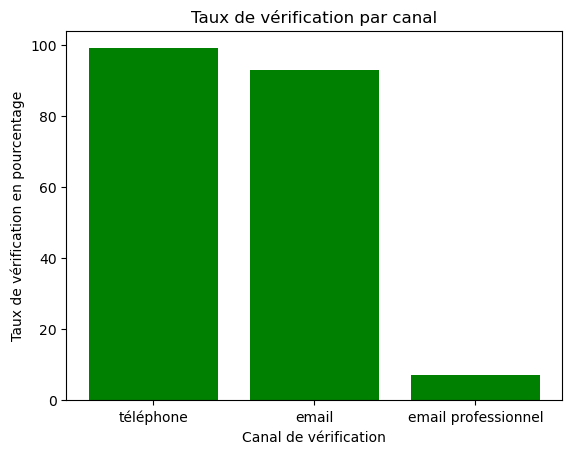 Taux de vérification par canal
Taux de vérification en pourcentage
100
80
60
40
20
0
téléphone
email
email professionnel
Canal de vérification